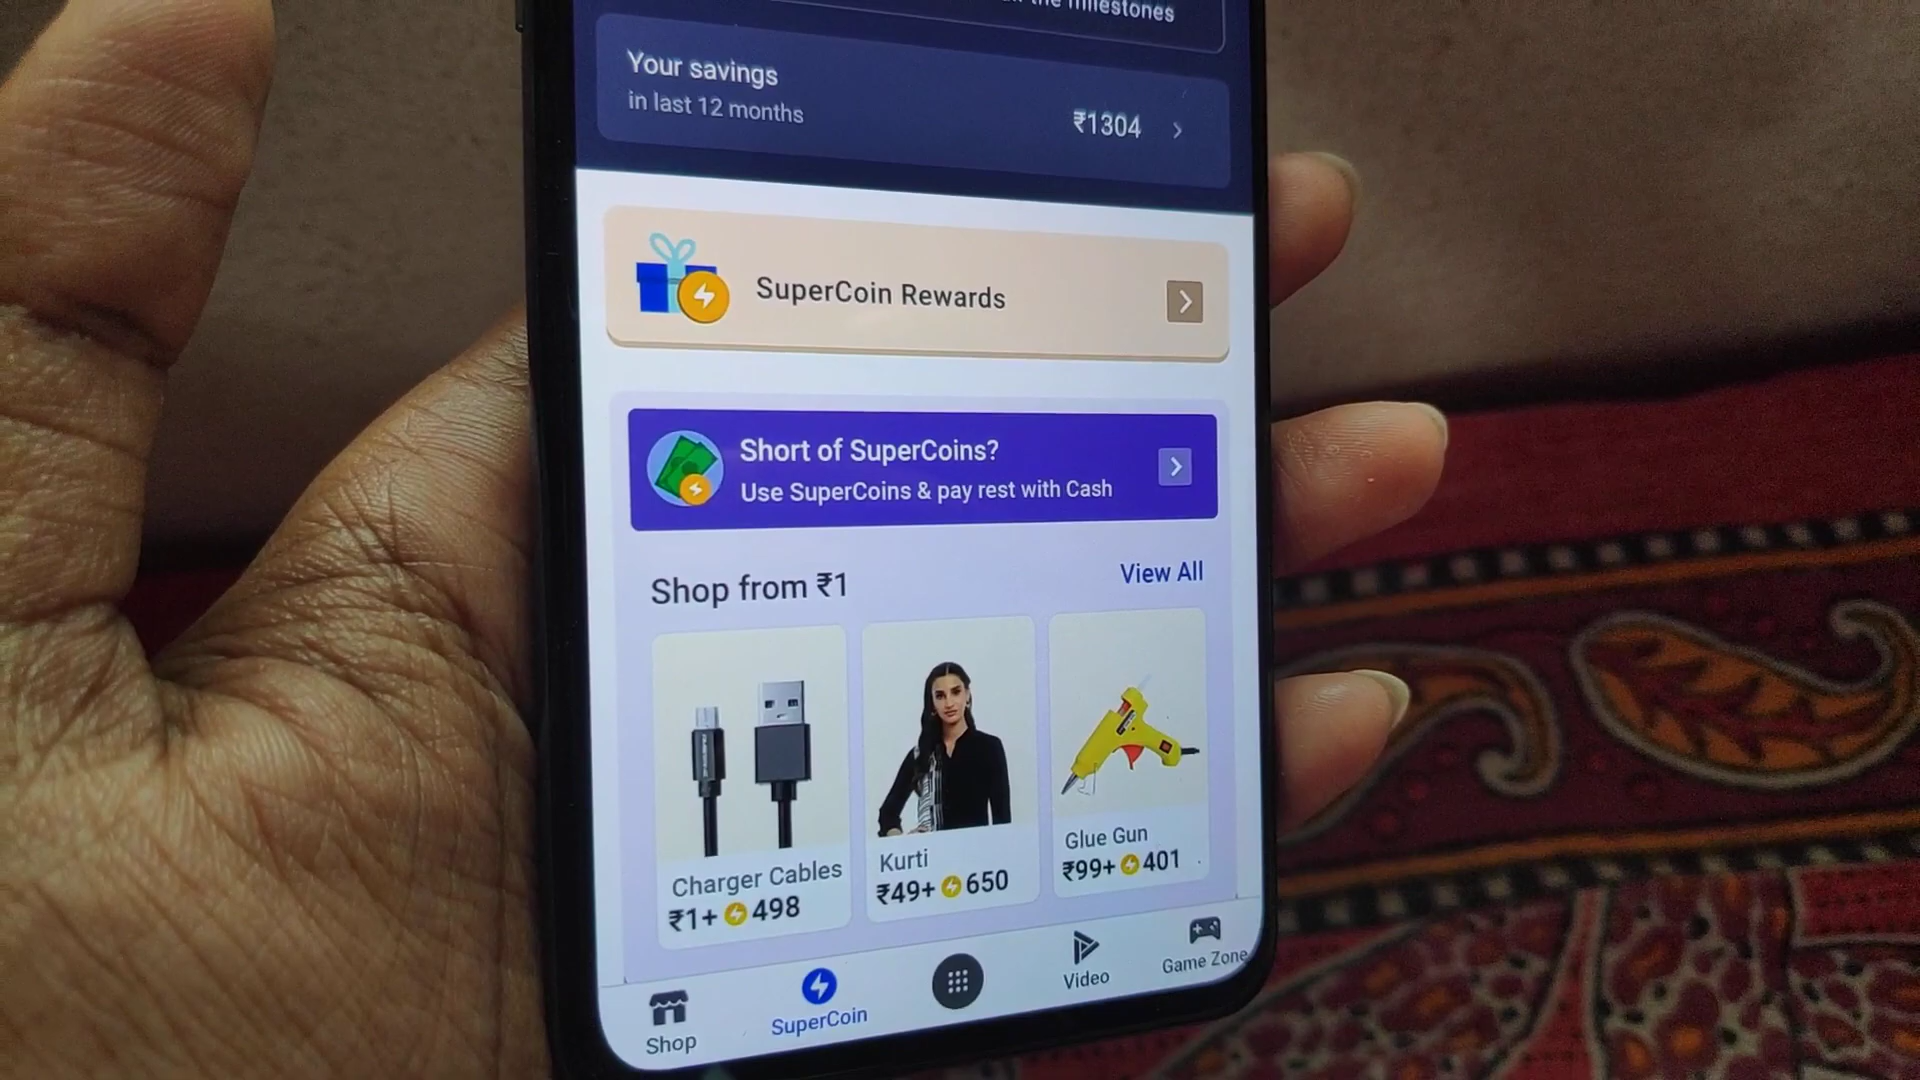 the milestones
Your savings
in last 12 months
₹1304
SuperCoin Rewards
Short of SuperCoins?
Use SuperCoins & pay rest with Cash
Shop from ₹1
View All
Charger Cables
₹1+ 498
Kurti
₹49+ 650
Glue Gun
₹99+ 401
Shop
SuperCoin
Video
Game Zone